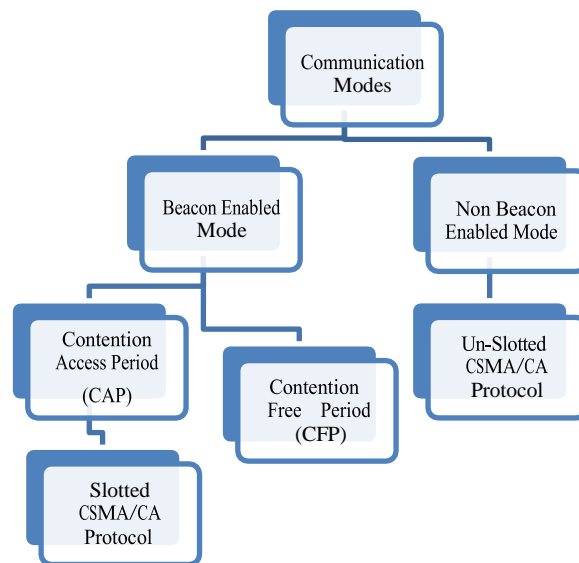 Communication
Modes
Beacon Enabled
Mode
Non Beacon
Enabled Mode
Contention
Access Period
(CAP)
Contention
Free Period
(CFP)
Un-Slotted
CSMA/CA
Protocol
Slotted
CSMA/CA
Protocol